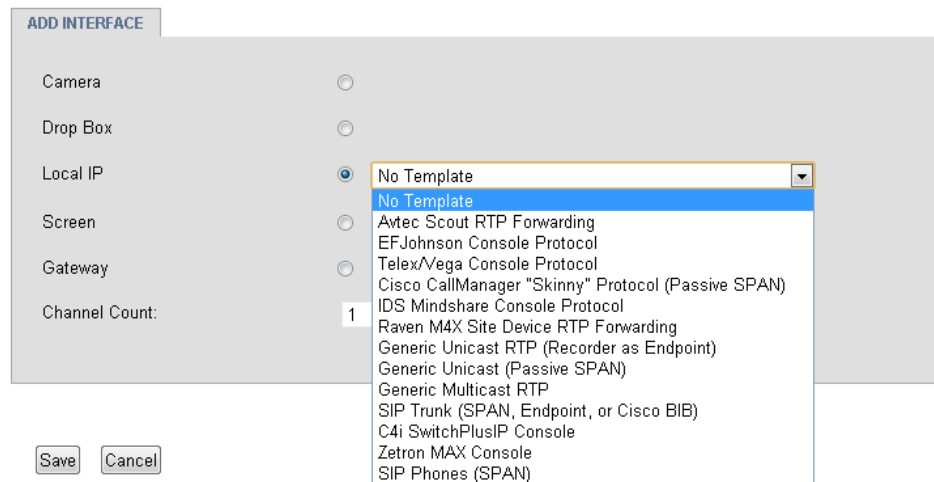 ADD INTERFACE
Camera
Drop Box
Local IP
No Template
No Template
Avtec Scout RTP Forwarding
EFJohnson Console Protocol
Telex/Vega Console Protocol
Cisco CallManager "Skinny" Protocol (Passive SPAN)
IDS Mindshare Console Protocol
Raven M4X Site Device RTP Forwarding
Generic Unicast RTP (Recorder as Endpoint)
Generic Unicast (Passive SPAN)
Generic Multicast RTP
SIP Trunk (SPAN, Endpoint, or Cisco BIB)
C4i SwitchPlusIP Console
Zetron MAX Console
SIP Phones (SPAN)
Screen
Gateway
Channel Count: 1
Save Cancel